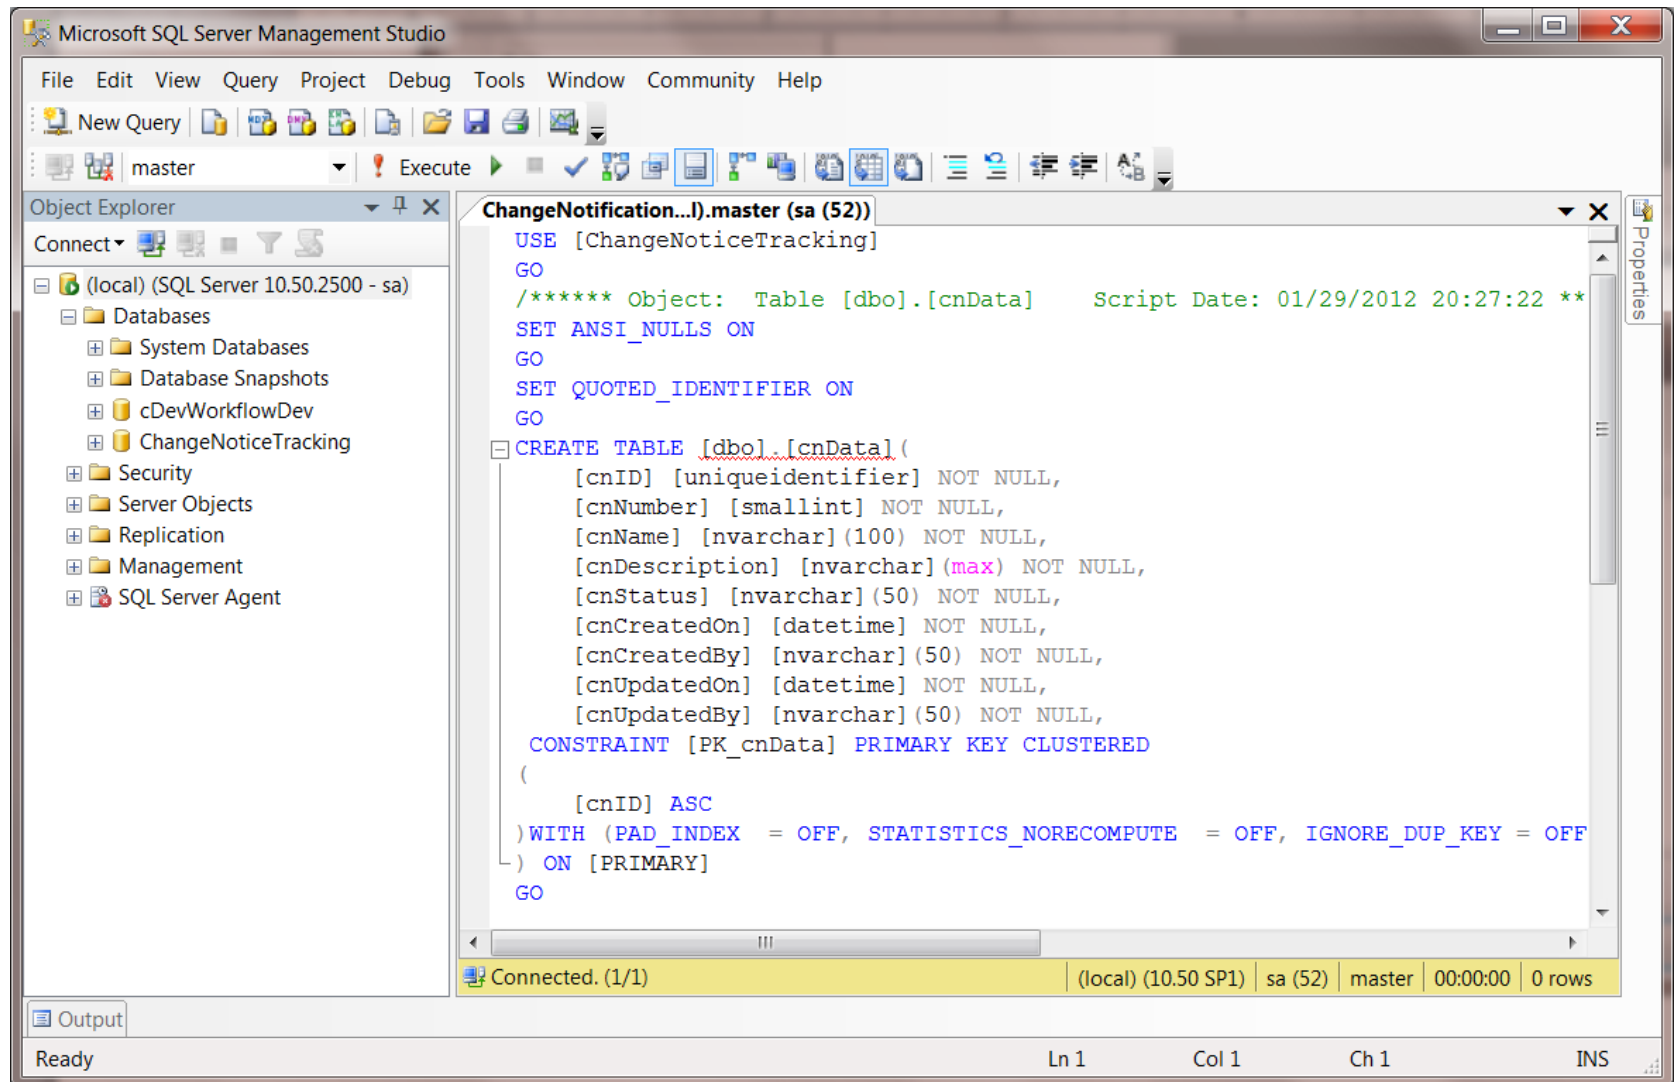 Microsoft SQL Server Management Studio
File Edit View Query Project Debug Tools Window Community Help
New Query
master Execute
Object Explorer
Connect
(local) (SQL Server 10.50.2500 - sa)
Databases
System Databases
Database Snapshots
cDevWorkflowDev
ChangeNoticeTracking
Security
Server Objects
Replication
Management
SQL Server Agent
ChangeNotification...l).master (sa (52))
USE [ChangeNoticeTracking]
GO
/****** Object:  Table [dbo].[cnData]    Script Date: 01/29/2012 20:27:22 **
SET ANSI_NULLS ON
GO
SET QUOTED_IDENTIFIER ON
GO
CREATE TABLE [dbo].[cnData](
[cnID] [uniqueidentifier] NOT NULL,
[cnNumber] [smallint] NOT NULL,
[cnName] [nvarchar](100) NOT NULL,
[cnDescription] [nvarchar](max) NOT NULL,
[cnStatus] [nvarchar](50) NOT NULL,
[cnCreatedOn] [datetime] NOT NULL,
[cnCreatedBy] [nvarchar](50) NOT NULL,
[cnUpdatedOn] [datetime] NOT NULL,
[cnUpdatedBy] [nvarchar](50) NOT NULL,
CONSTRAINT [PK_cnData] PRIMARY KEY CLUSTERED
(
[cnID] ASC
)WITH (PAD_INDEX  = OFF, STATISTICS_NORECOMPUTE  = OFF, IGNORE_DUP_KEY = OFF
) ON [PRIMARY]
GO
Properties
Connected. (1/1) (local) (10.50 SP1) sa (52) master 00:00:00 0 rows
Output
Ready Ln 1 Col 1 Ch 1 INS